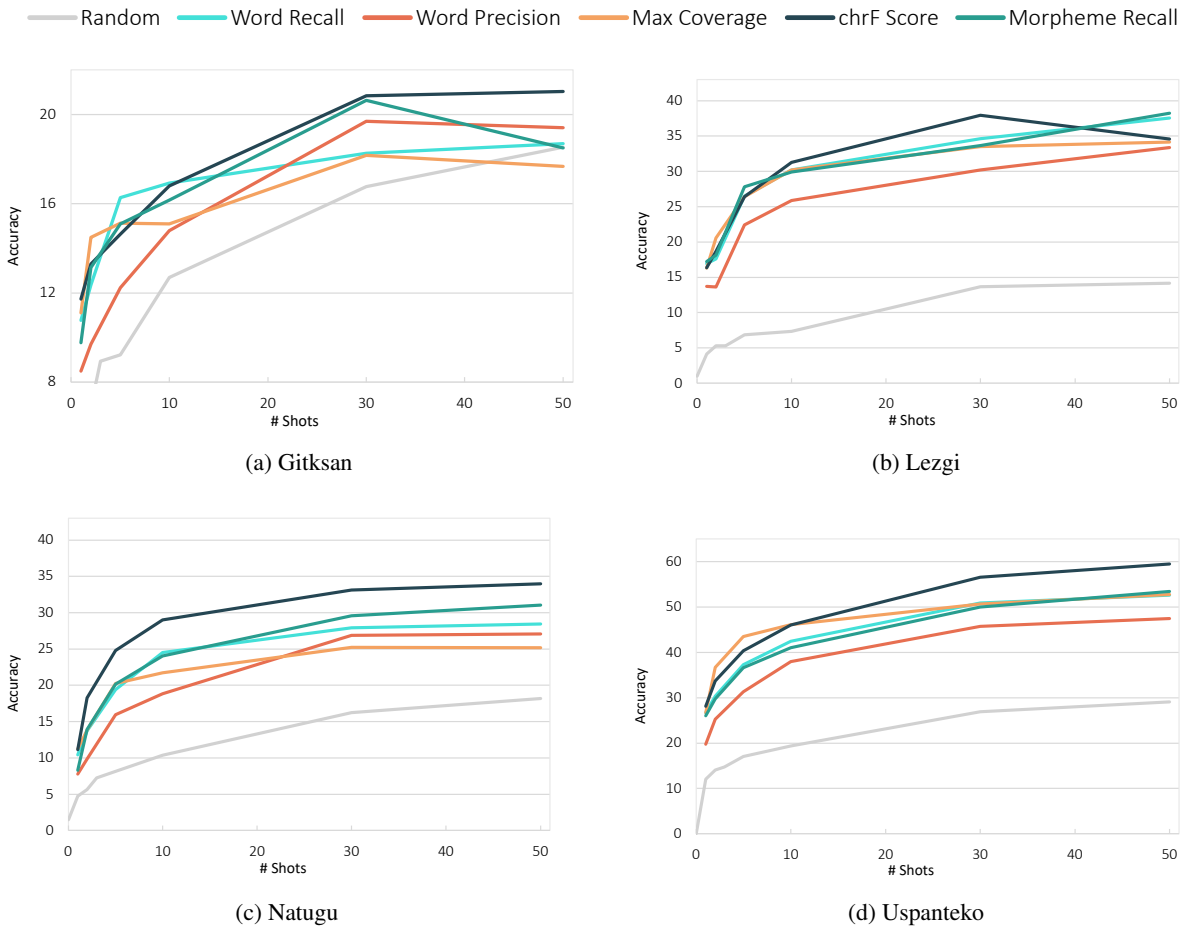 Random Word Recall Word Precision Max Coverage chrF Score Morpheme Recall
20
16
12
8
Accuracy
0 10 20 30 40 50
# Shots
(a) Gitksan
40
35
30
25
20
15
10
5
0
Accuracy
0 10 20 30 40 50
# Shots
(b) Lezgi
40
35
30
25
20
15
10
5
0
Accuracy
0 10 20 30 40 50
# Shots
(c) Natugu
60
50
40
30
20
10
0
Accuracy
0 10 20 30 40 50
# Shots
(d) Uspanteko